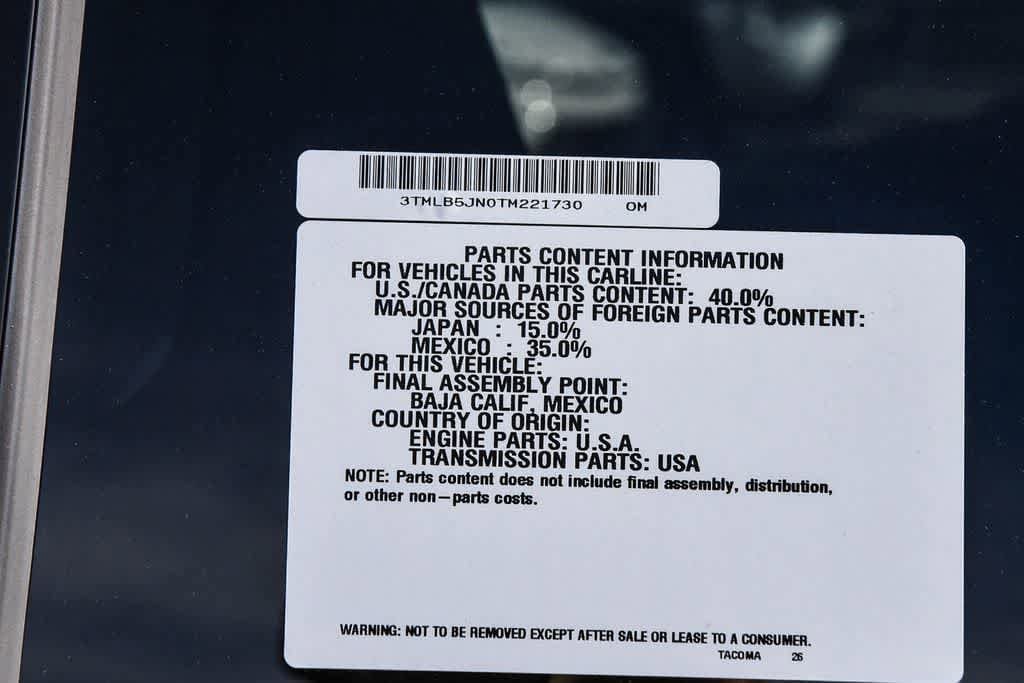 3TMLB5JN0TM221730 OM
PARTS CONTENT INFORMATION
FOR VEHICLES IN THIS CARLINE:
U.S./CANADA PARTS CONTENT: 40.0%
MAJOR SOURCES OF FOREIGN PARTS CONTENT:
JAPAN : 15.0%
MEXICO : 35.0%
FOR THIS VEHICLE:
FINAL ASSEMBLY POINT:
BAJA CALIF, MEXICO
COUNTRY OF ORIGIN:
ENGINE PARTS: U.S.A.
TRANSMISSION PARTS: USA
NOTE: Parts content does not include final assembly, distribution,
or other non-parts costs.
WARNING: NOT TO BE REMOVED EXCEPT AFTER SALE OR LEASE TO A CONSUMER.
TACOMA 26